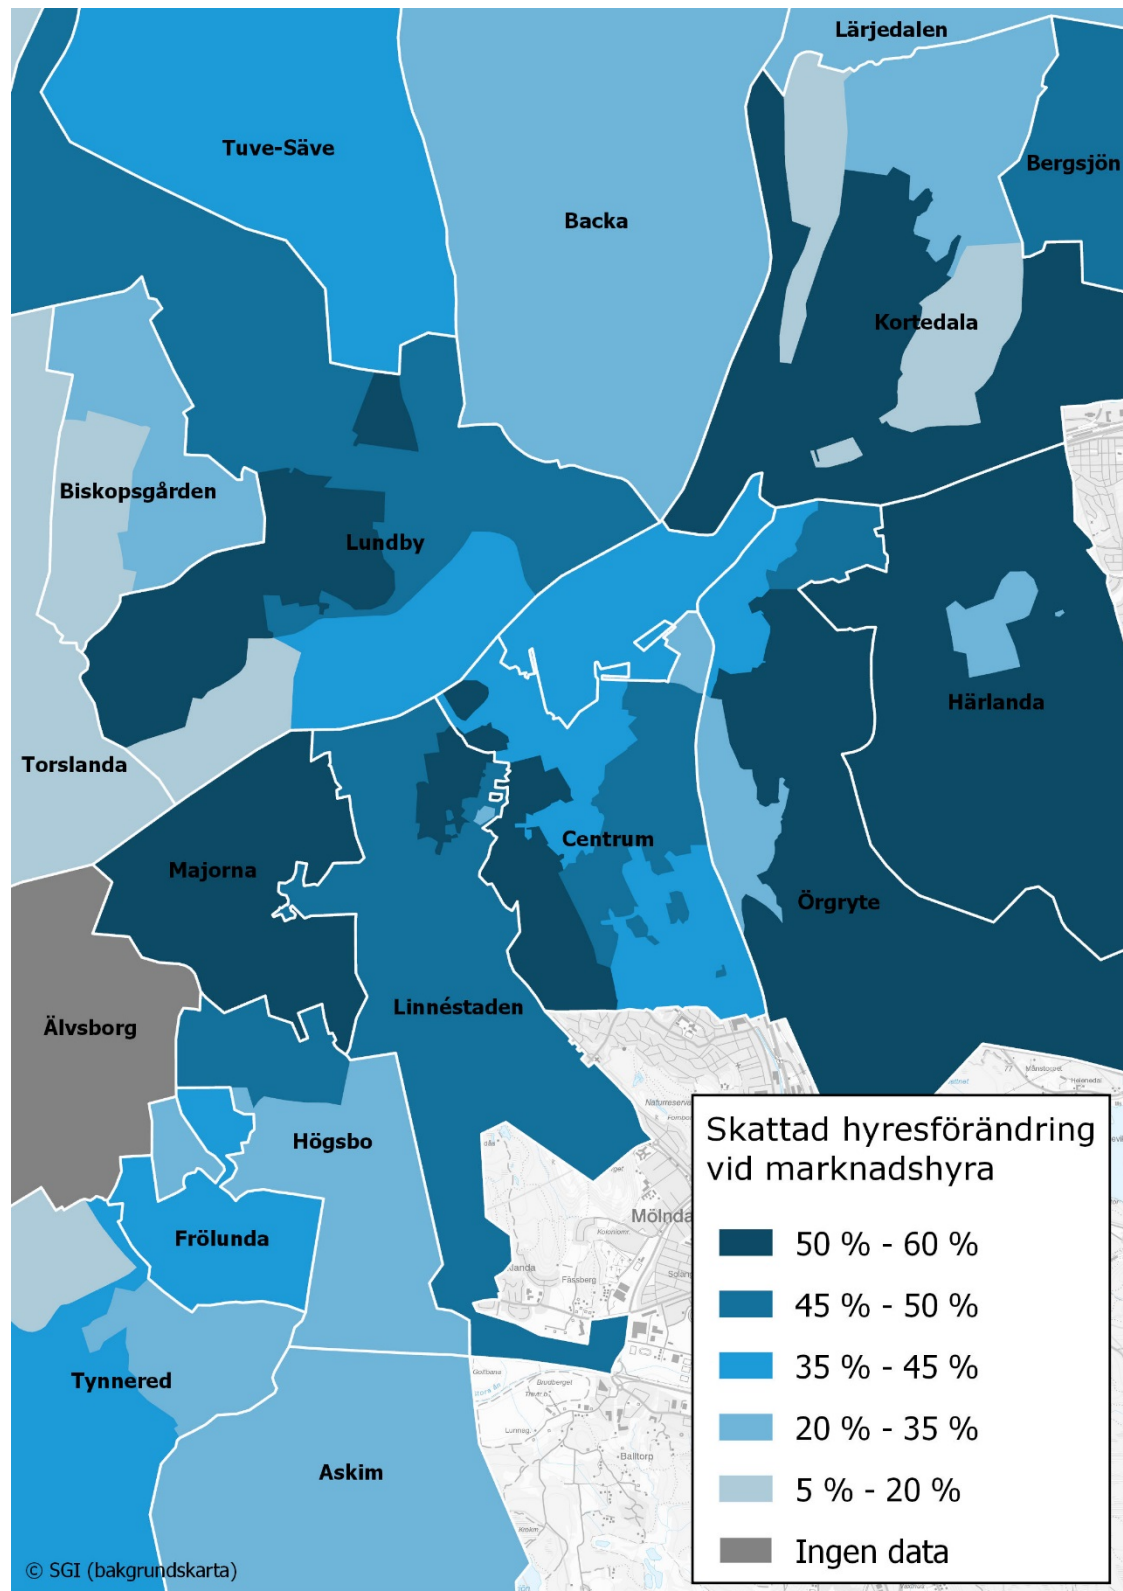 Lärjedalen
Tuve-Säve
Bergsjön
Backa
Kortedala
Biskopsgården
Lundby
Härlanda
Torslanda
Centrum
Majorna
Örgryte
Linnéstaden
Älvsborg
Högsbo
Mölnda
Frölunda
Fässberg
Tynnered
Balltorp
Askim
Skattad hyresförändring
vid marknadshyra
50 % - 60 %
45 % - 50 %
35 % - 45 %
20 % - 35 %
5 % - 20 %
Ingen data
© SGI (bakgrundskarta)